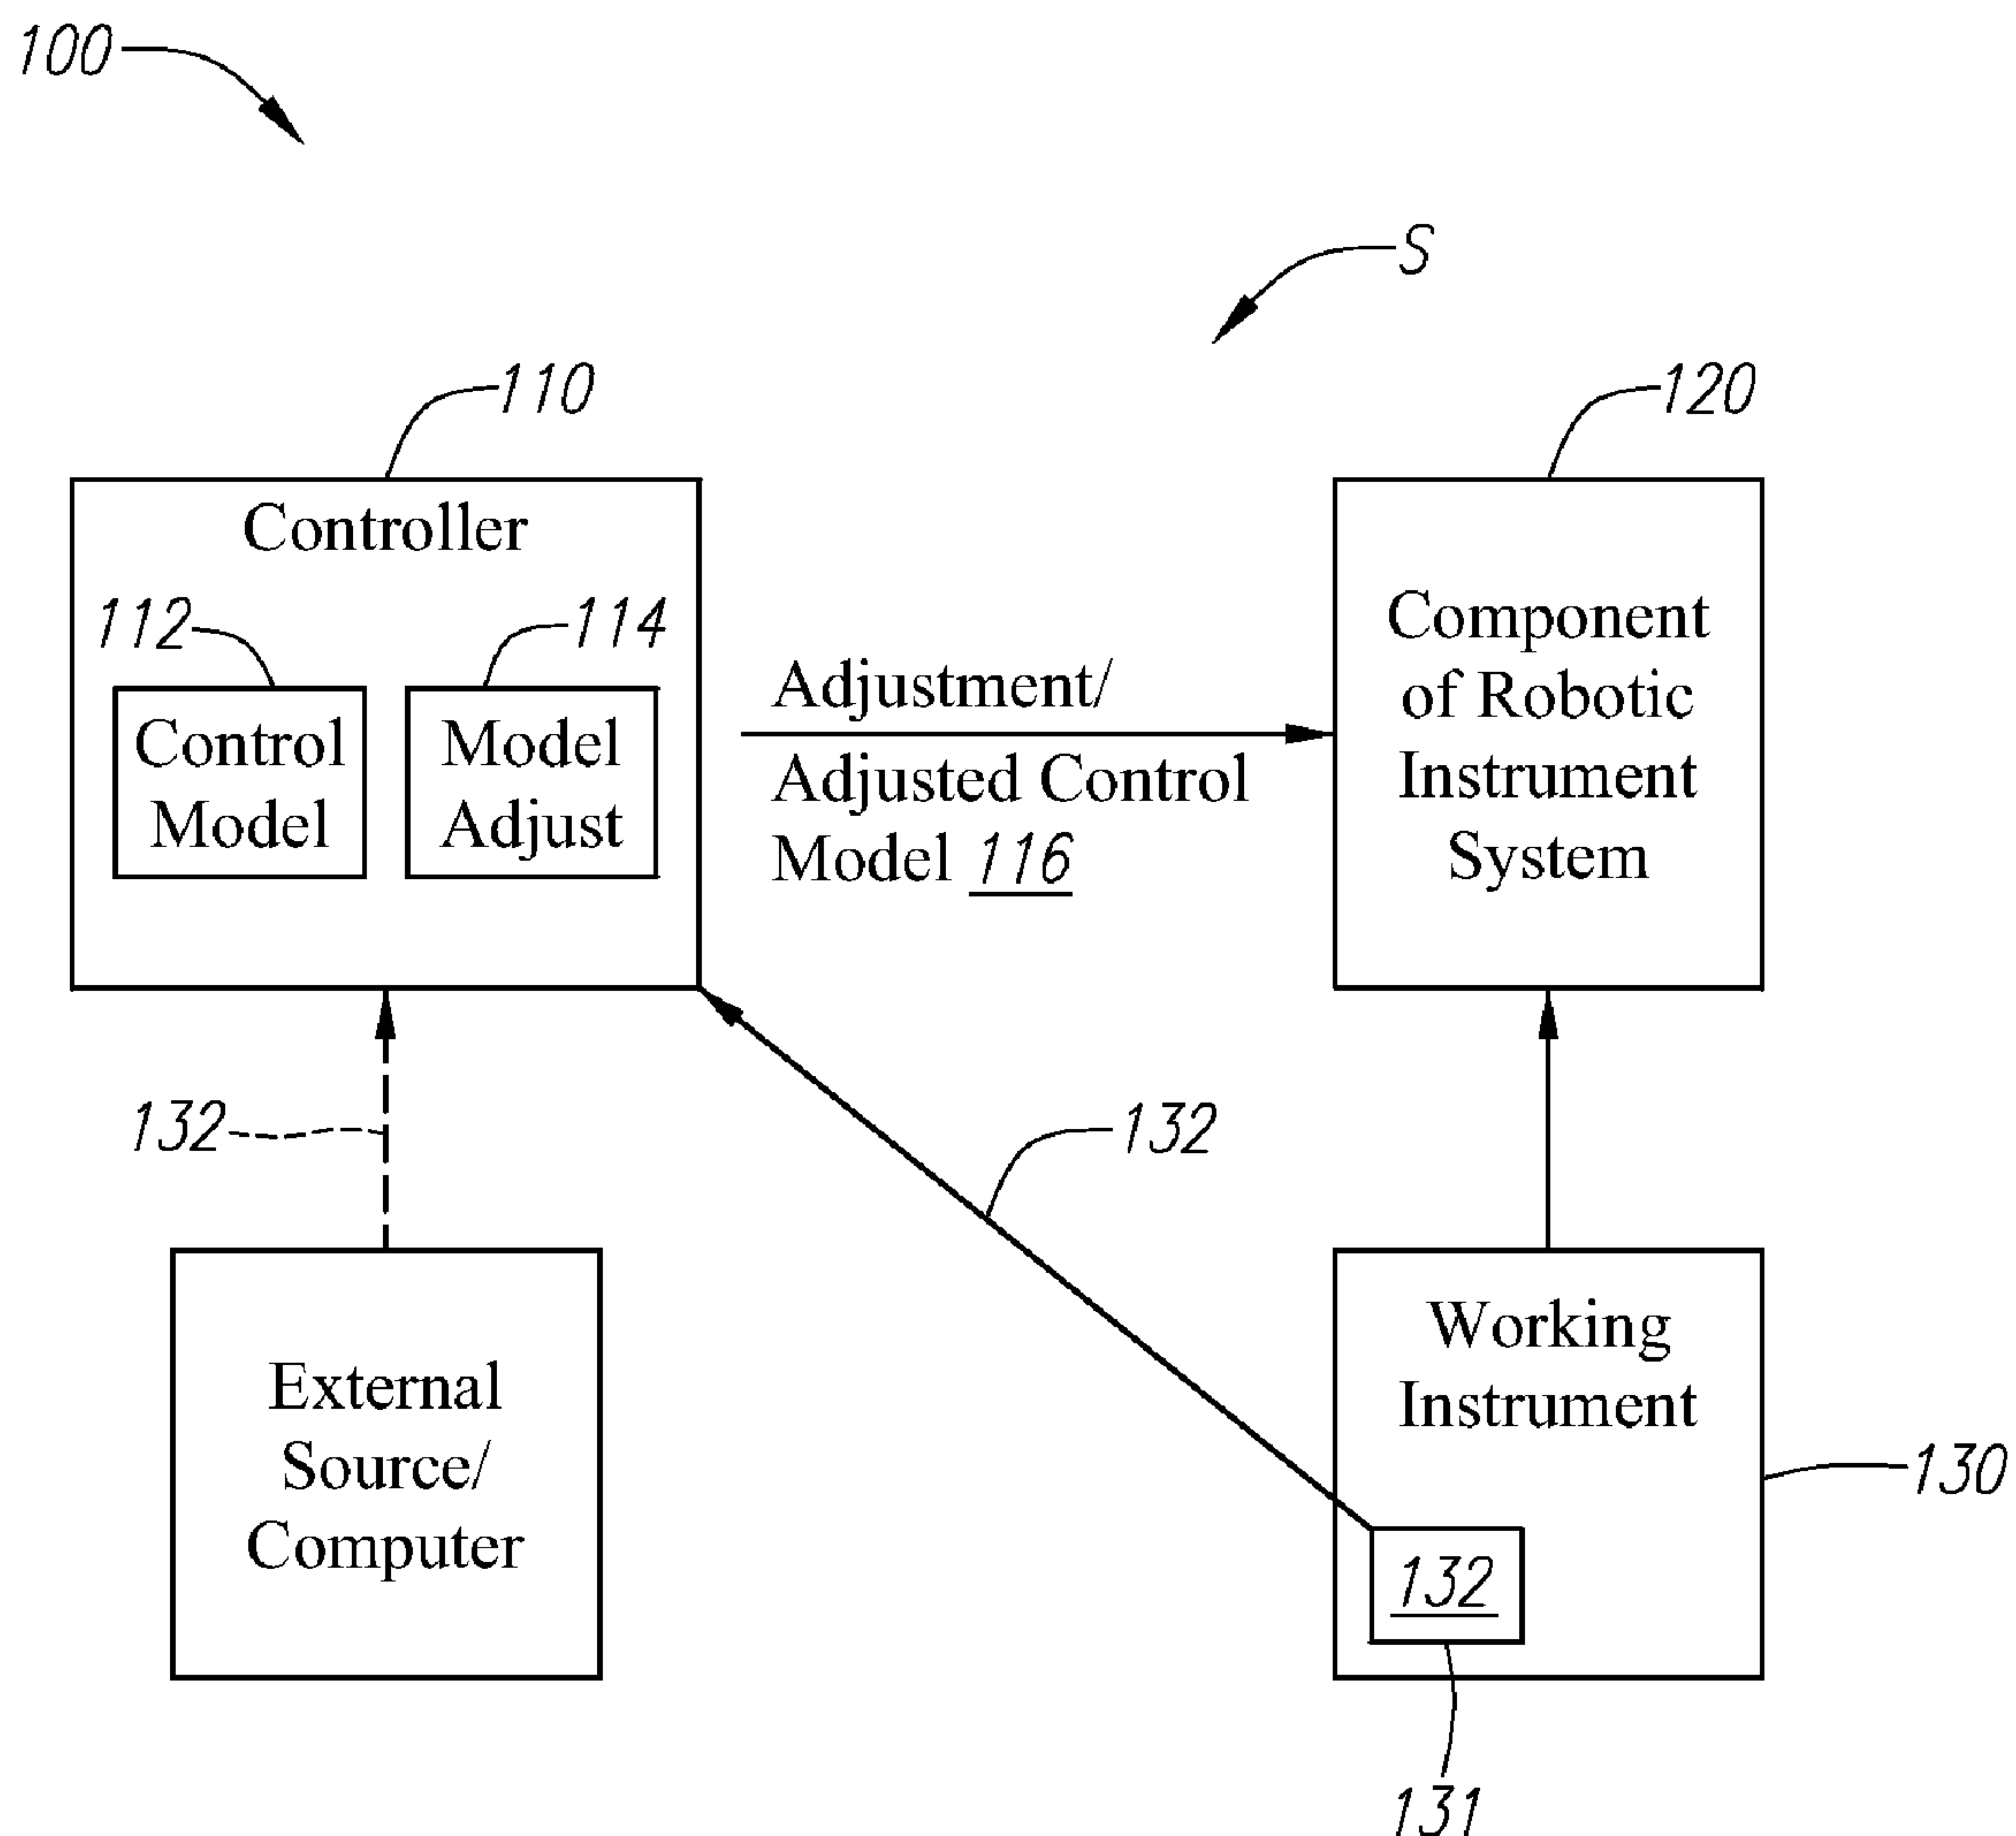 100
S
110
120
Controller
112
114
Control
Model
Model
Adjust
Adjustment/
Adjusted Control
Model 116
Component
of Robotic
Instrument
System
132
132
External
Source/
Computer
Working
Instrument
130
132
131